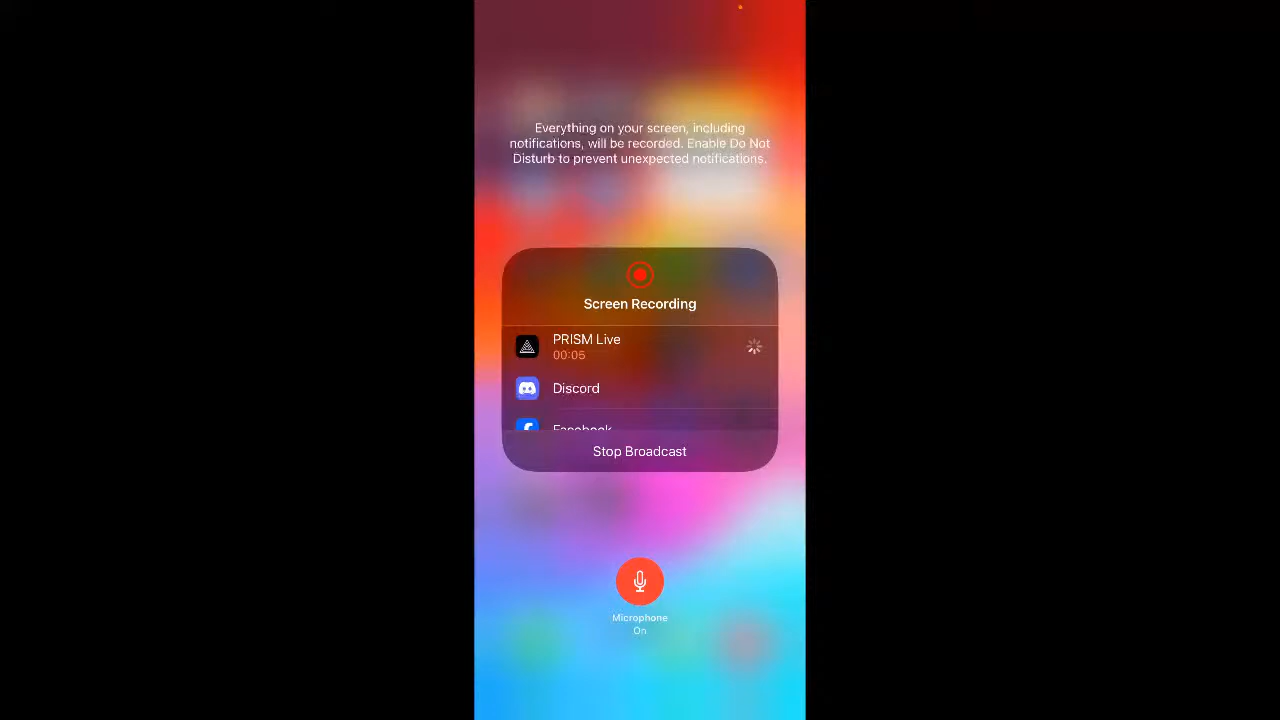 Everything on your screen, including
notifications, will be recorded. Enable Do Not
Disturb to prevent unexpected notifications.
Screen Recording
PRISM Live
00:05
Discord
Facebook
Stop Broadcast
Microphone
On